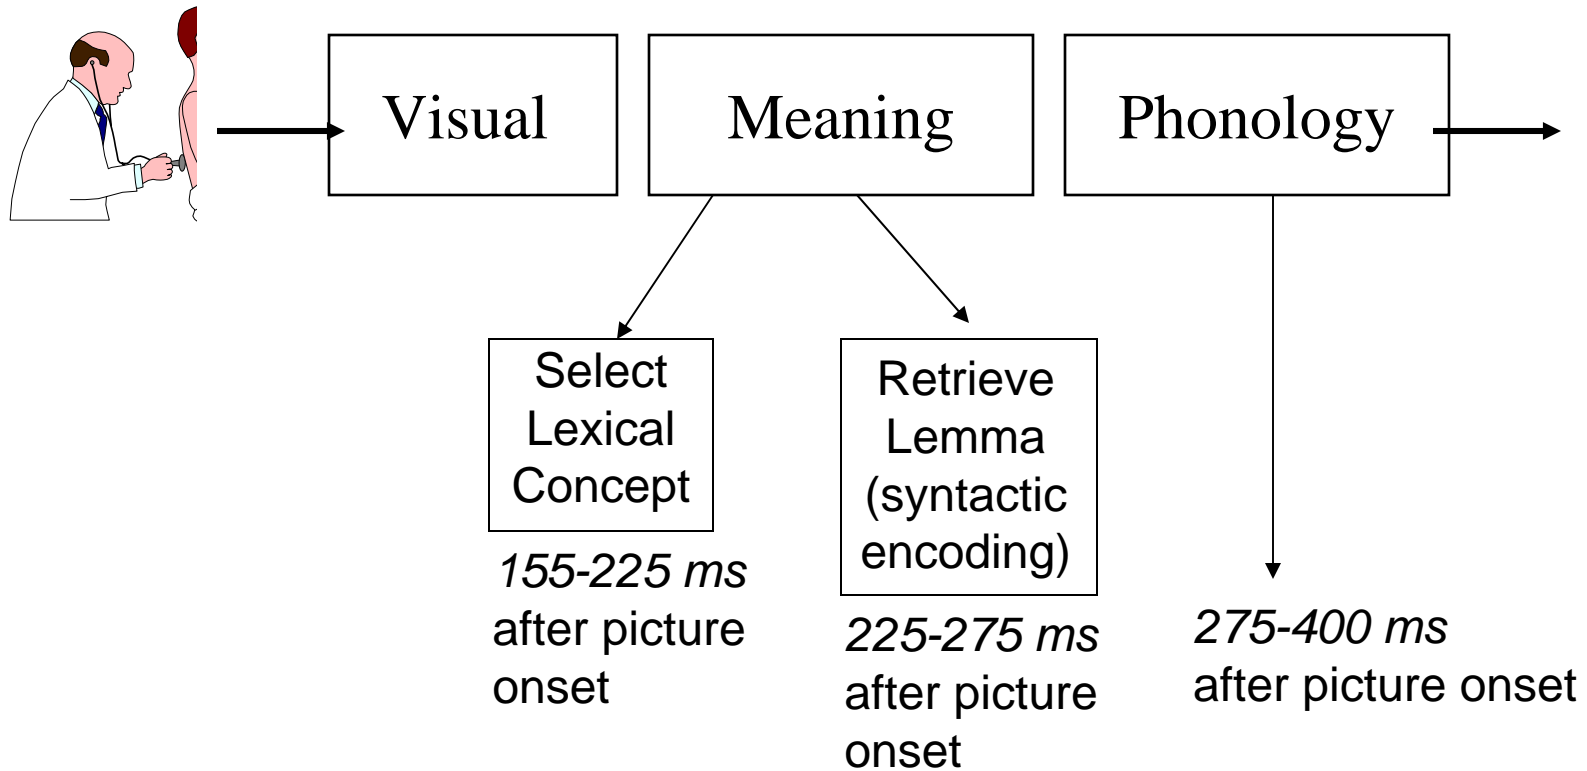 Visual
Meaning
Phonology
Select
Lexical
Concept
155-225 ms
after picture
onset
Retrieve
Lemma
(syntactic
encoding)
225-275 ms
after picture
onset
275-400 ms
after picture onset